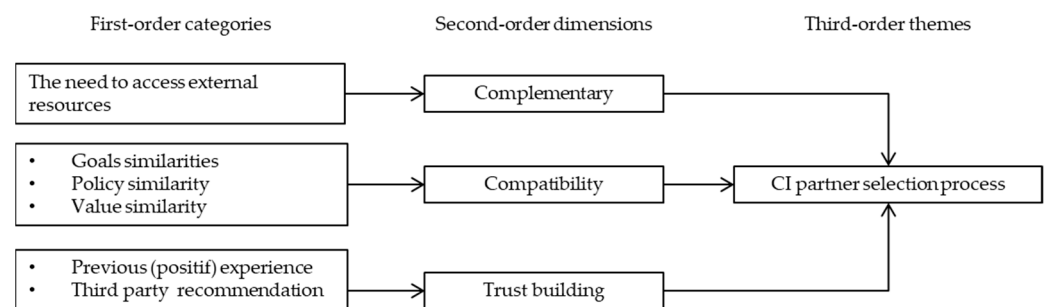 First-order categories
Second-order dimensions
Third-order themes
The need to access external
resources
Complementary
• Goals similarities
• Policy similarity
• Value similarity
Compatibility
CI partner selection process
• Previous (positif) experience
• Third party recommendation
Trust building